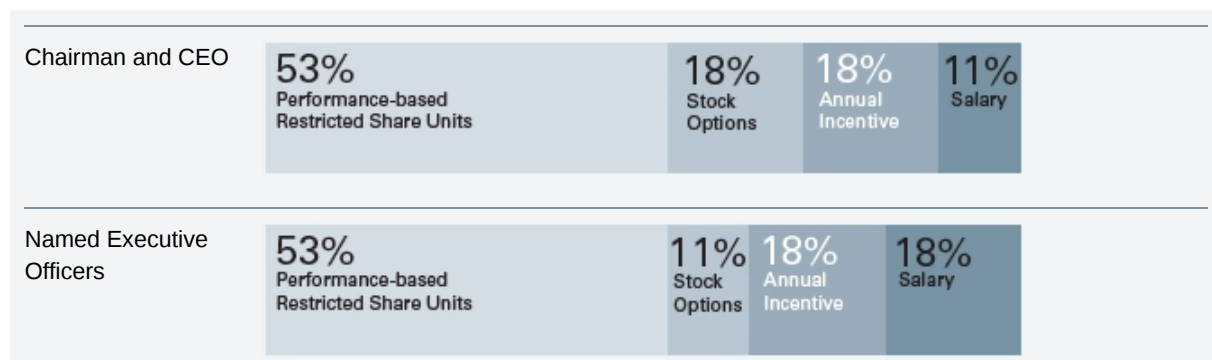 Chairman and CEO
53%
Performance-based
Restricted Share Units
18%
Stock
Options
18%
Annual
Incentive
11%
Salary
Named Executive
Officers
53%
Performance-based
Restricted Share Units
11%
Stock
Options
18%
Annual
Incentive
18%
Salary